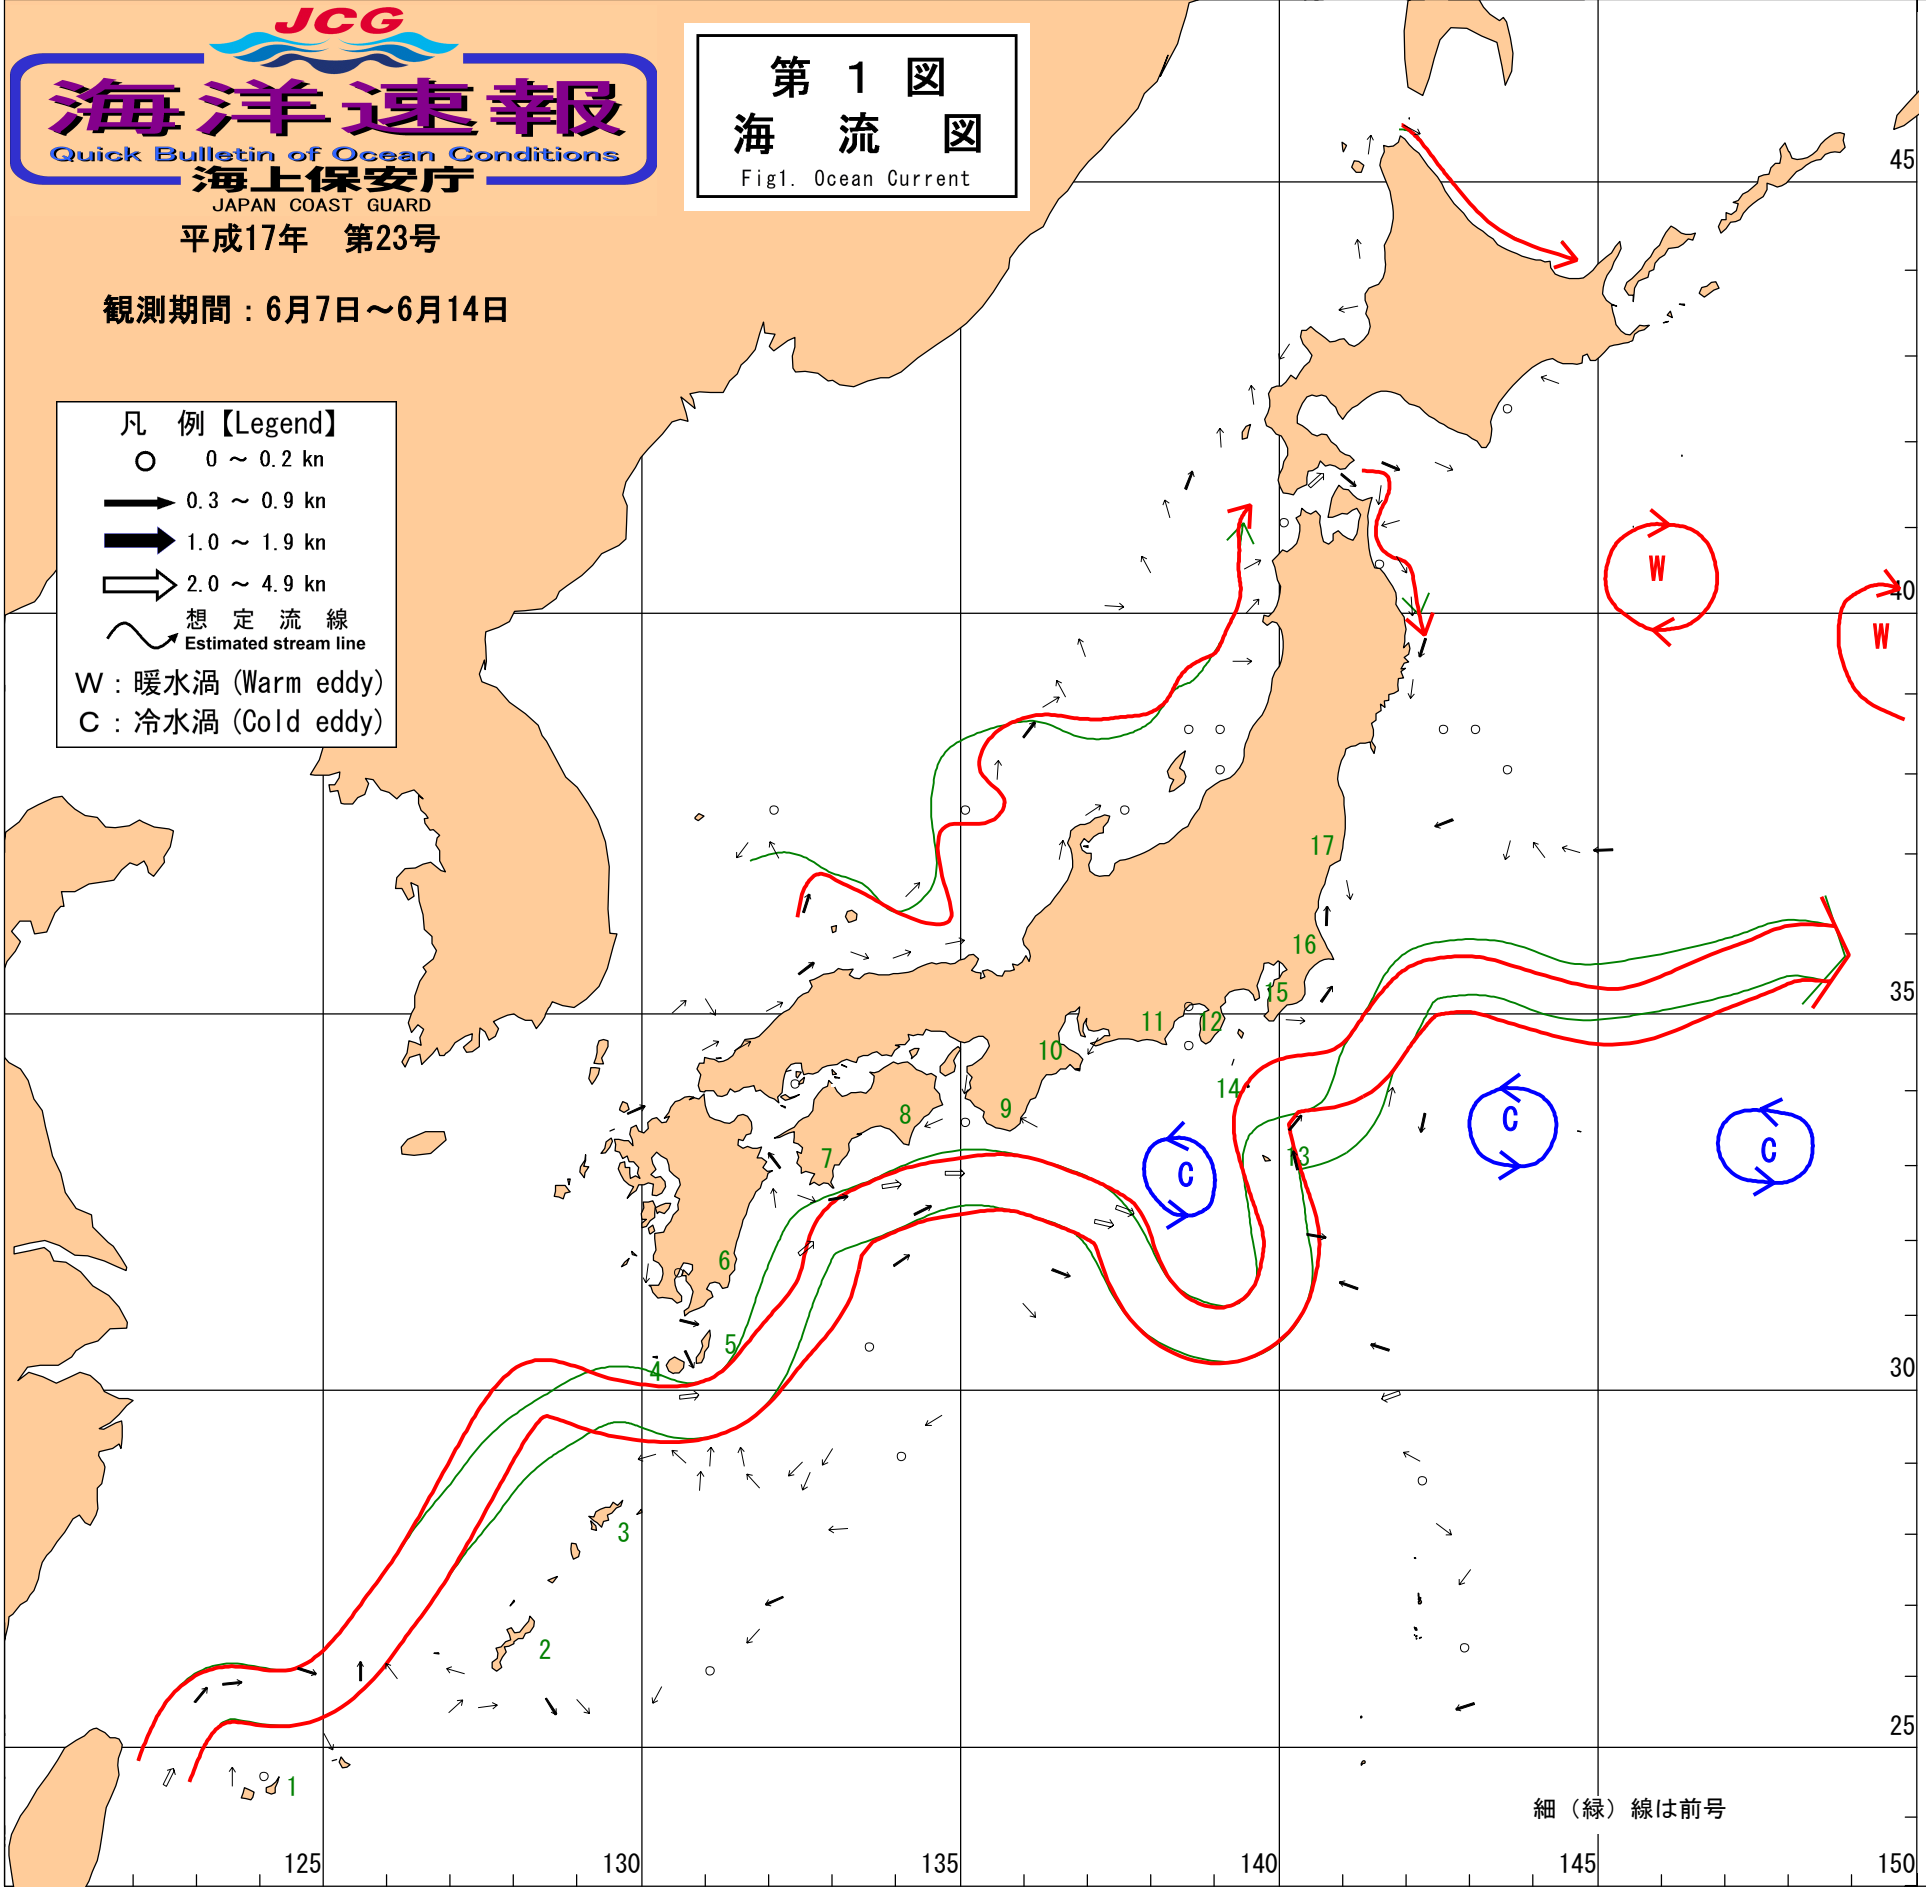 JCG
海洋速報
Quick Bulletin of Ocean Conditions
海上保安庁
JAPAN COAST GUARD
平成17年　第23号
観測期間：6月7日～6月14日
第 1 図
海 流 図
Fig1. Ocean Current
凡 例【Legend】
0 ～ 0.2 kn
0.3 ～ 0.9 kn
1.0 ～ 1.9 kn
2.0 ～ 4.9 kn
想 定 流 線
Estimated stream line
W：暖水渦(Warm eddy)
C：冷水渦(Cold eddy)
45
W
40
W
17
16
35
15
12
11
10
14
9
8
13
7
C
C
C
6
5
4
30
3
2
25
1
細（緑）線は前号
125
130
135
140
145
150